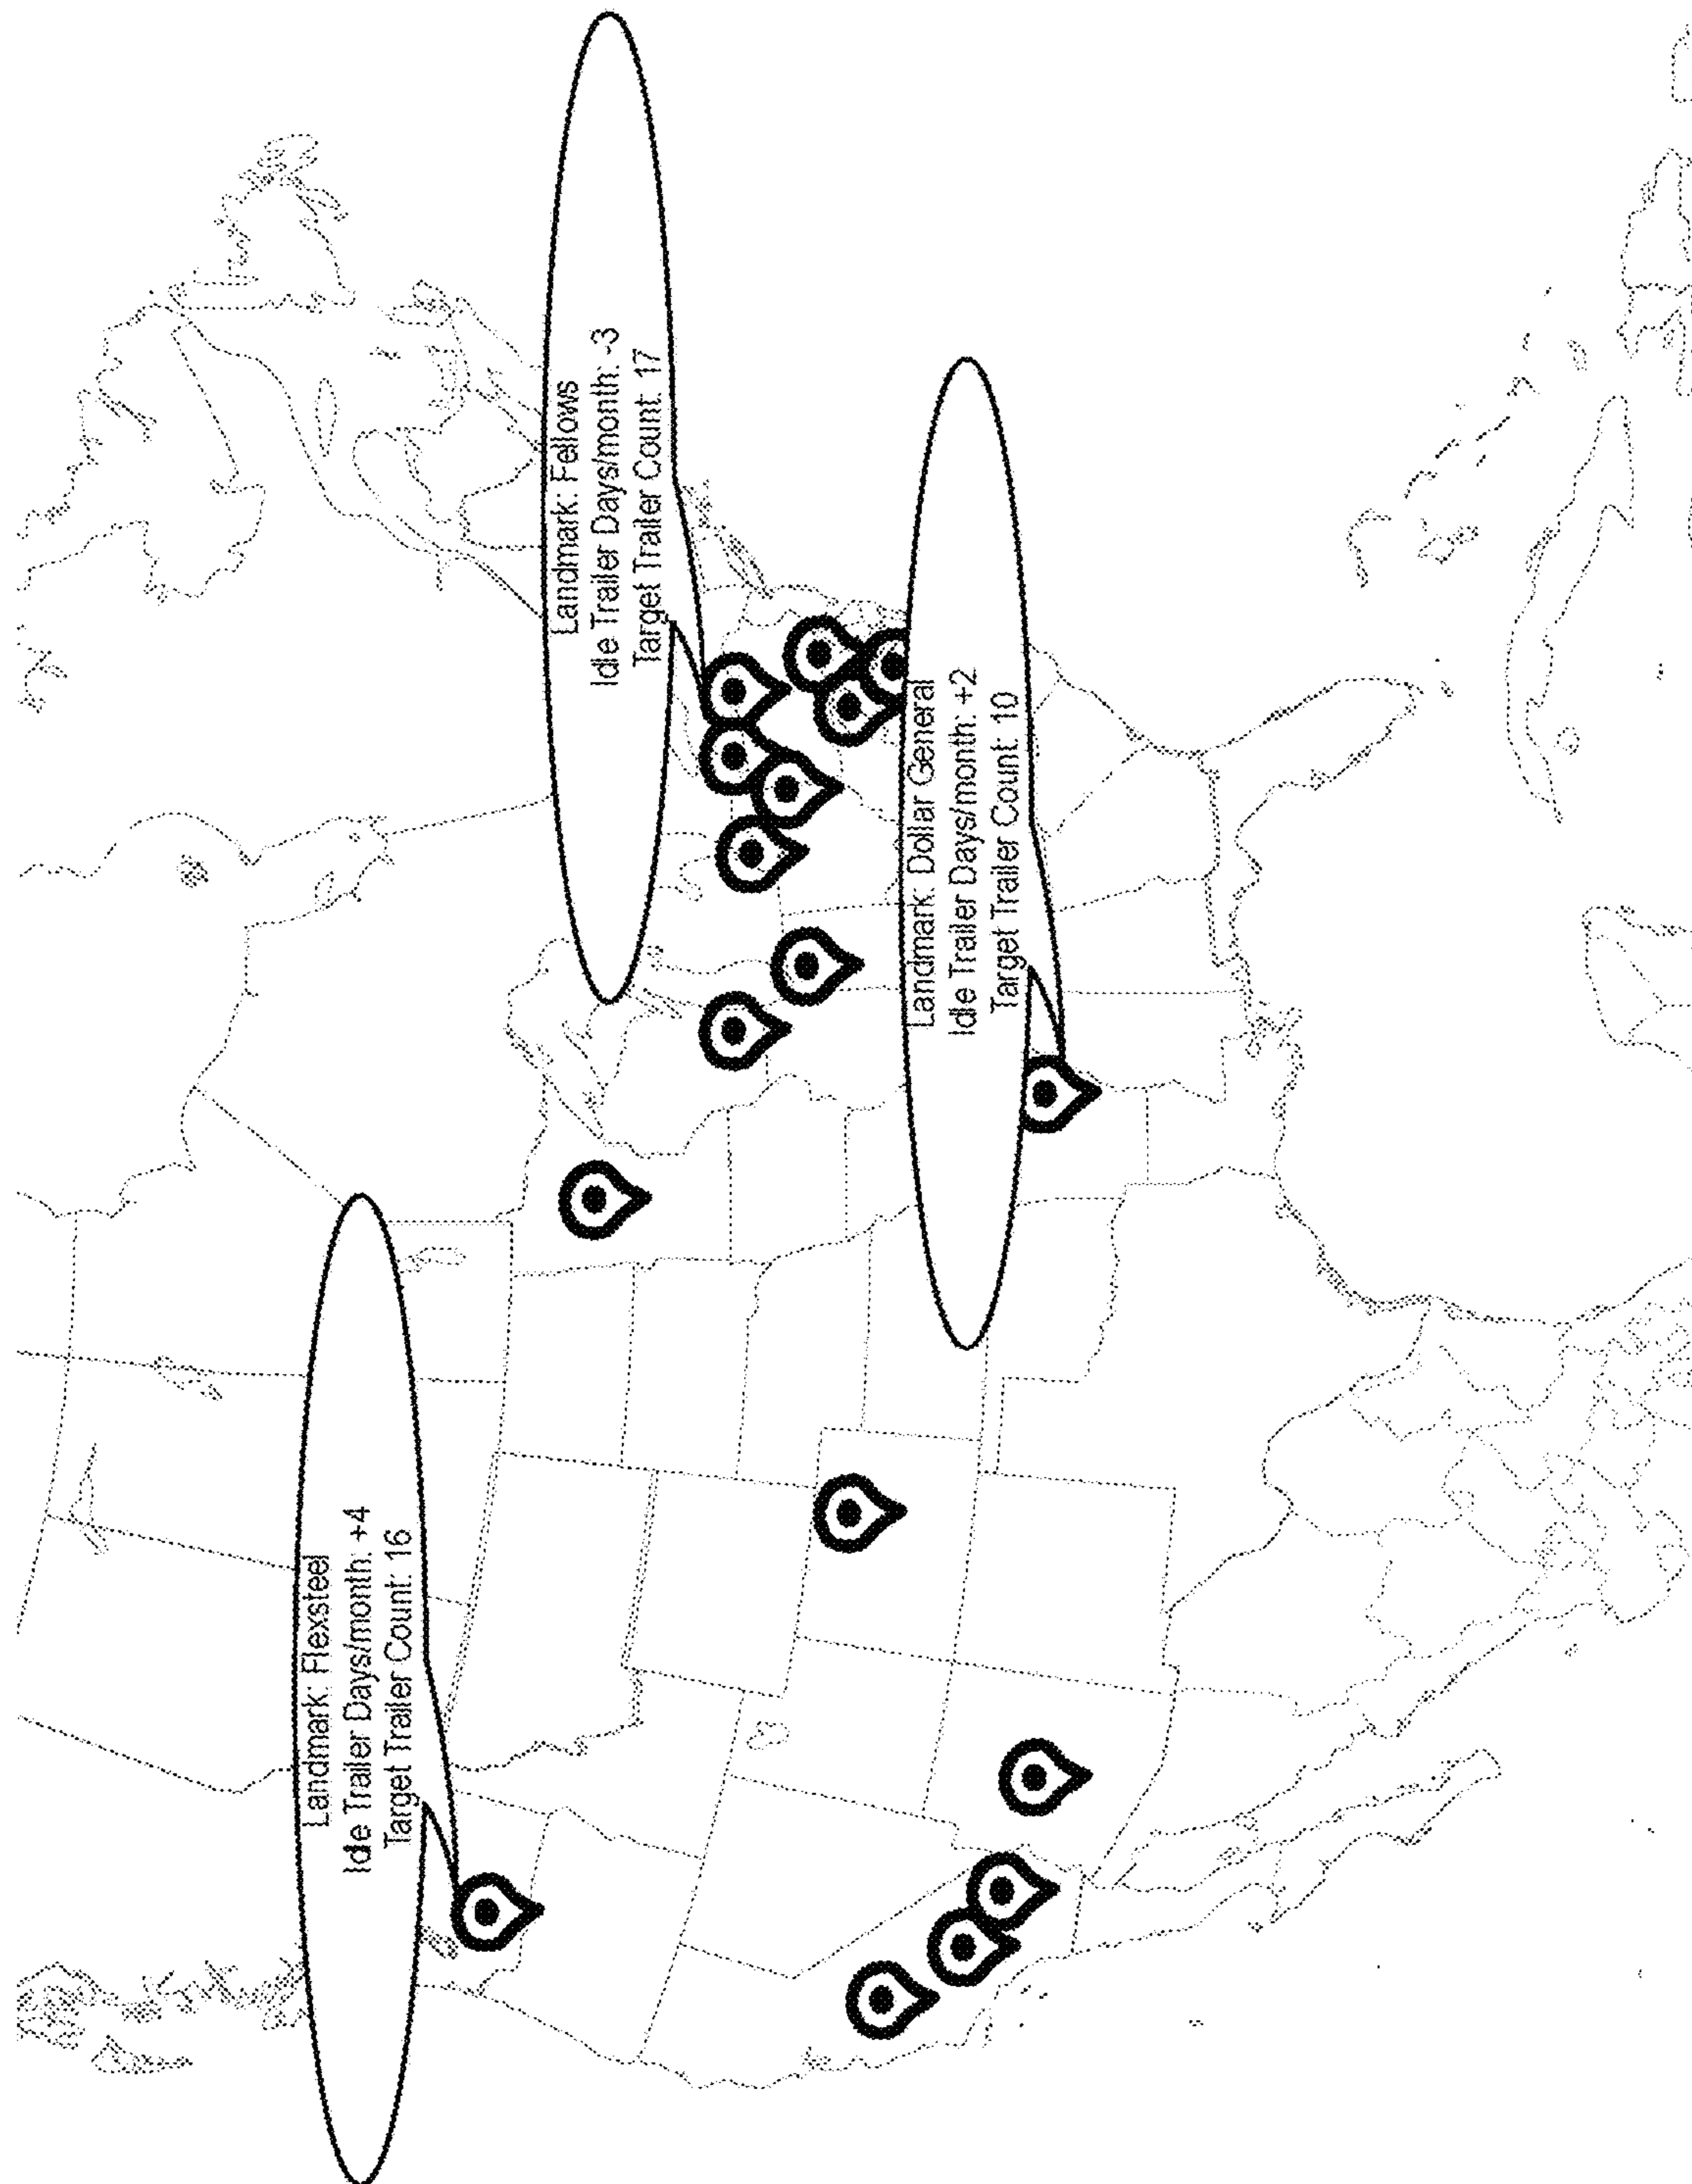 Landmark: Flexsteel
Idle Trailer Days/month: +4
Target Trailer Count: 16
Landmark: Fellows
Idle Trailer Days/month: -3
Target Trailer Count: 17
Landmark: Dollar General
Idle Trailer Days/month: +2
Target Trailer Count: 10